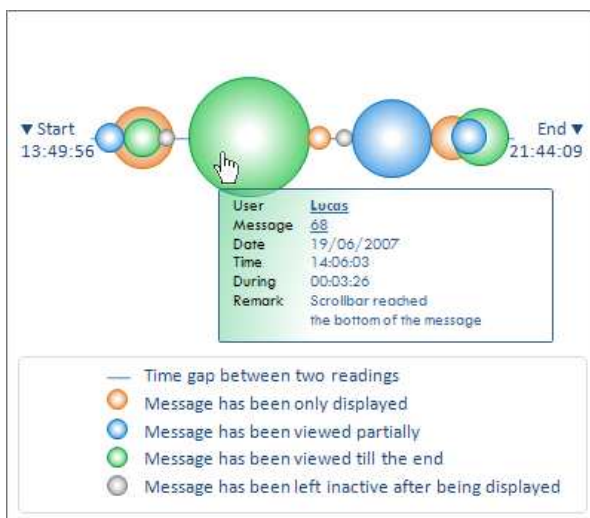 ▼ Start
13:49:56
End ▼
21:44:09
User Lucas
Message 68
Date 19/06/2007
Time 14:06:03
During 00:03:26
Remark Scrollbar reached
the bottom of the message
Time gap between two readings
Message has been only displayed
Message has been viewed partially
Message has been viewed till the end
Message has been left inactive after being displayed